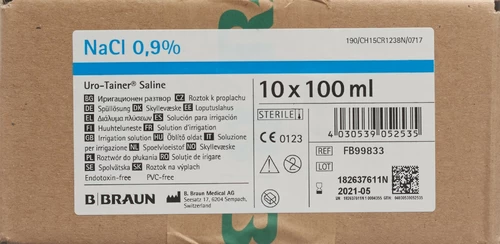 190/CH15CR1238N/0717
NaCl 0,9%
Uro-Tainer® Saline
10 x 100 ml
BG Иригационен разтвор CZ Roztok k proplachu
DE Spüllösung DK Skyllevæske EE Loputuslahus
EL Διάλυμα πλύσεων ES Solución para irrigación
FI Huuhteluneste FR Solution d'irrigation
GB Irrigation solution HU Öblítő oldat IT Soluzione
per irrigazione NL Spoelvloeistof NO Skyllevæske
PL Roztwór do płukania RO Soluție de irigare
SE Spolvätska SK Roztok na preplach
Endotoxin-free PVC-free
STERILE
CE 0123
4 030539 052535
REF FB99833
LOT 182637611N
2021-05
B BRAUN
B. Braun Medical AG
Seesatz 17, 6204 Sempach,
Switzerland